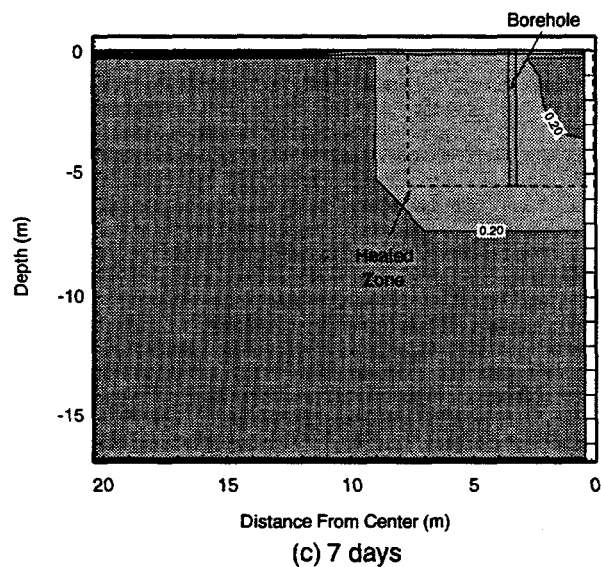 Borehole
0
0.20
-5
0.20
Heated
Zone
Depth (m)
-10
-15
20
15
10
5
0
Distance From Center (m)
(c) 7 days